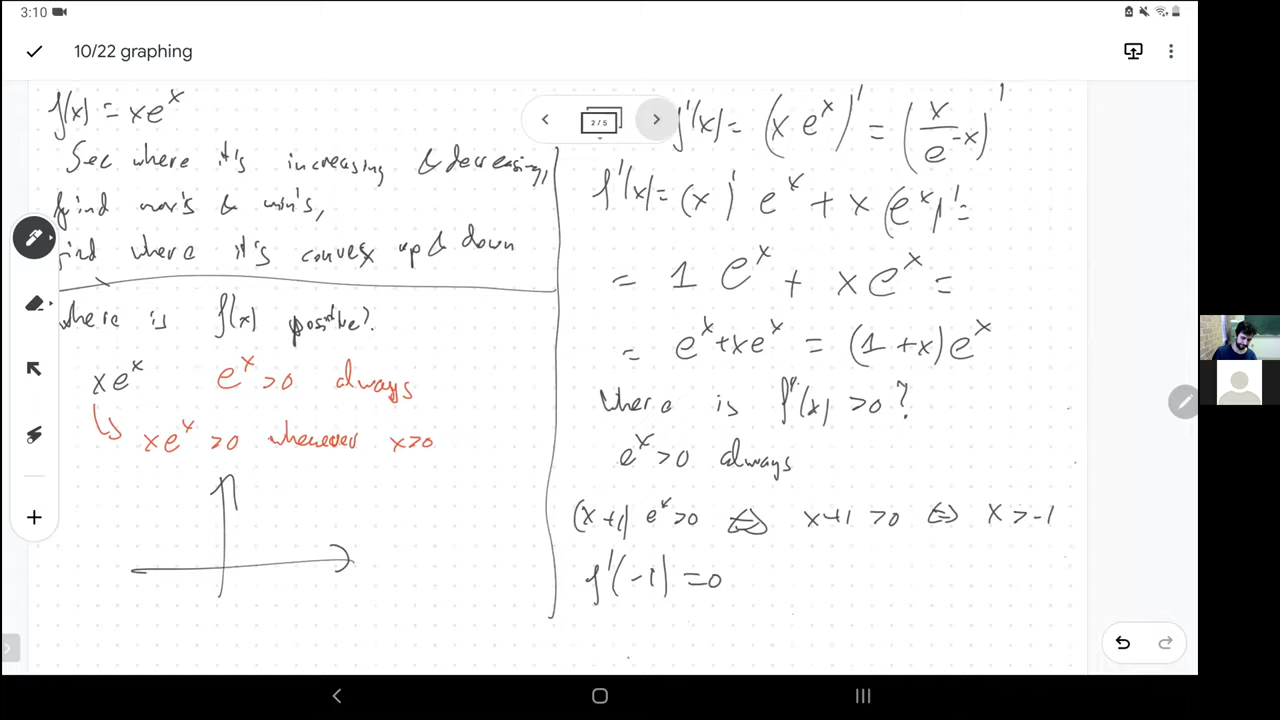 3:10
10/22 graphing
2/5
f(x) = xe^x
See where it's increasing & decreasing,
find max's & min's,
find where it's convex up & down
where is f(x) positive?
xe^x e^x >0 always
↳ xe^x >0 whenever x>0
f'(x)= (x e^x)' = (x/e^-x)'
f'(x)= (x)' e^x + x (e^x)' =
= 1 e^x + x e^x =
= e^x + xe^x = (1+x)e^x
Where is f'(x) >0 ?
e^x >0 always
(x+1) e^x >0 ⇔ x+1 >0 ⇔ x >-1
f'(-1) =0